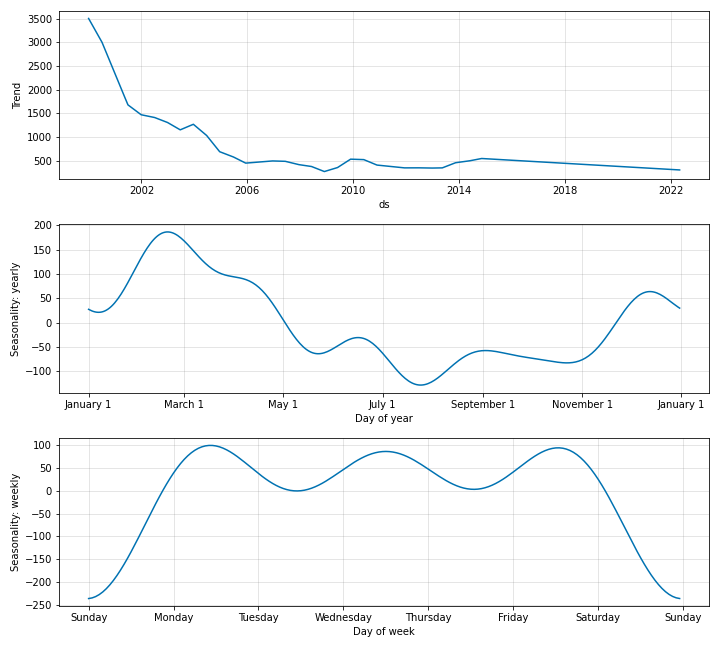 3500
3000
2500
2000
1500
1000
500
Trend
2002 2006 2010 2014 2018 2022
ds
200
150
100
50
0
−50
−100
Seasonality: yearly
January 1 March 1 May 1 July 1 September 1 November 1 January 1
Day of year
100
50
0
−50
−100
−150
−200
−250
Seasonality: weekly
Sunday Monday Tuesday Wednesday Thursday Friday Saturday Sunday
Day of week